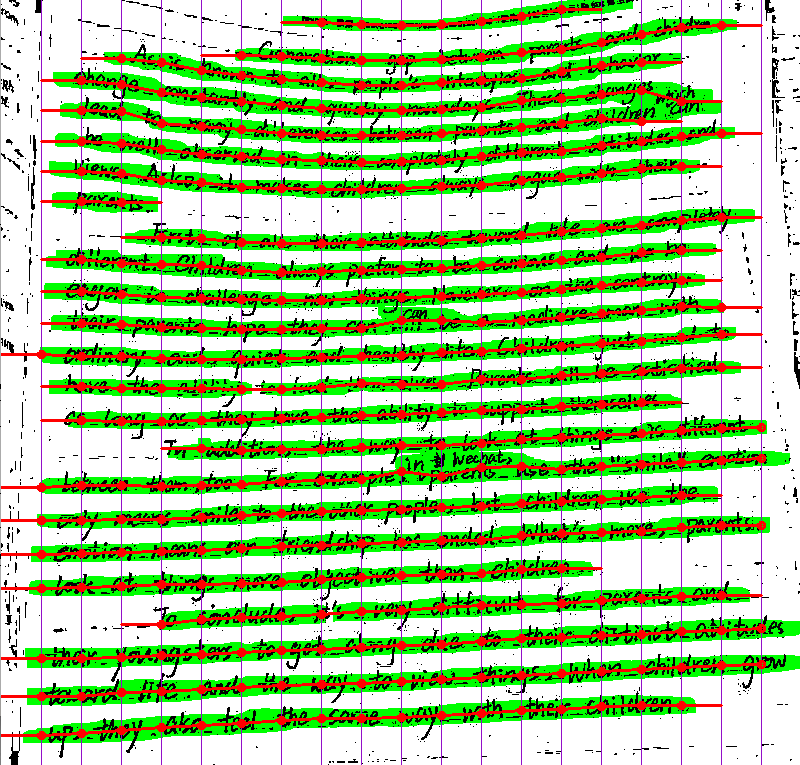 Generation gap between parents and children
As is known to all, people's lifestyles and behavior
change constantly and quickly nowadays. These changes which
lead to many differences between parents and children can
be well observed in their completely different attitudes and
views. Also it makes children always argue with their
parents.
First of all, their attitudes toward life are completely
different. Children always prefer to be curious and to be
eager to challenge new things. However, on the contrary,
their parents hope they can still be a mediocre man with
ordinary and quiet and healthy life. Children just want to
have the ability to the Parents will be satisfied
as long as they have the ability to support themselves
In addition, the way to look at things are different
between them, too. For example, in Wechat, parents use the "smile" emotion
only means smile to the other people, but children use the
emotion means our friendship has ended. What's more, parents
look at things more objective than children
To conclude, it's very difficult for parents and
their youngsters to get along due to their distinct attitudes
toward life and the way to view things. When children grow
up, they also feel the same way with their children